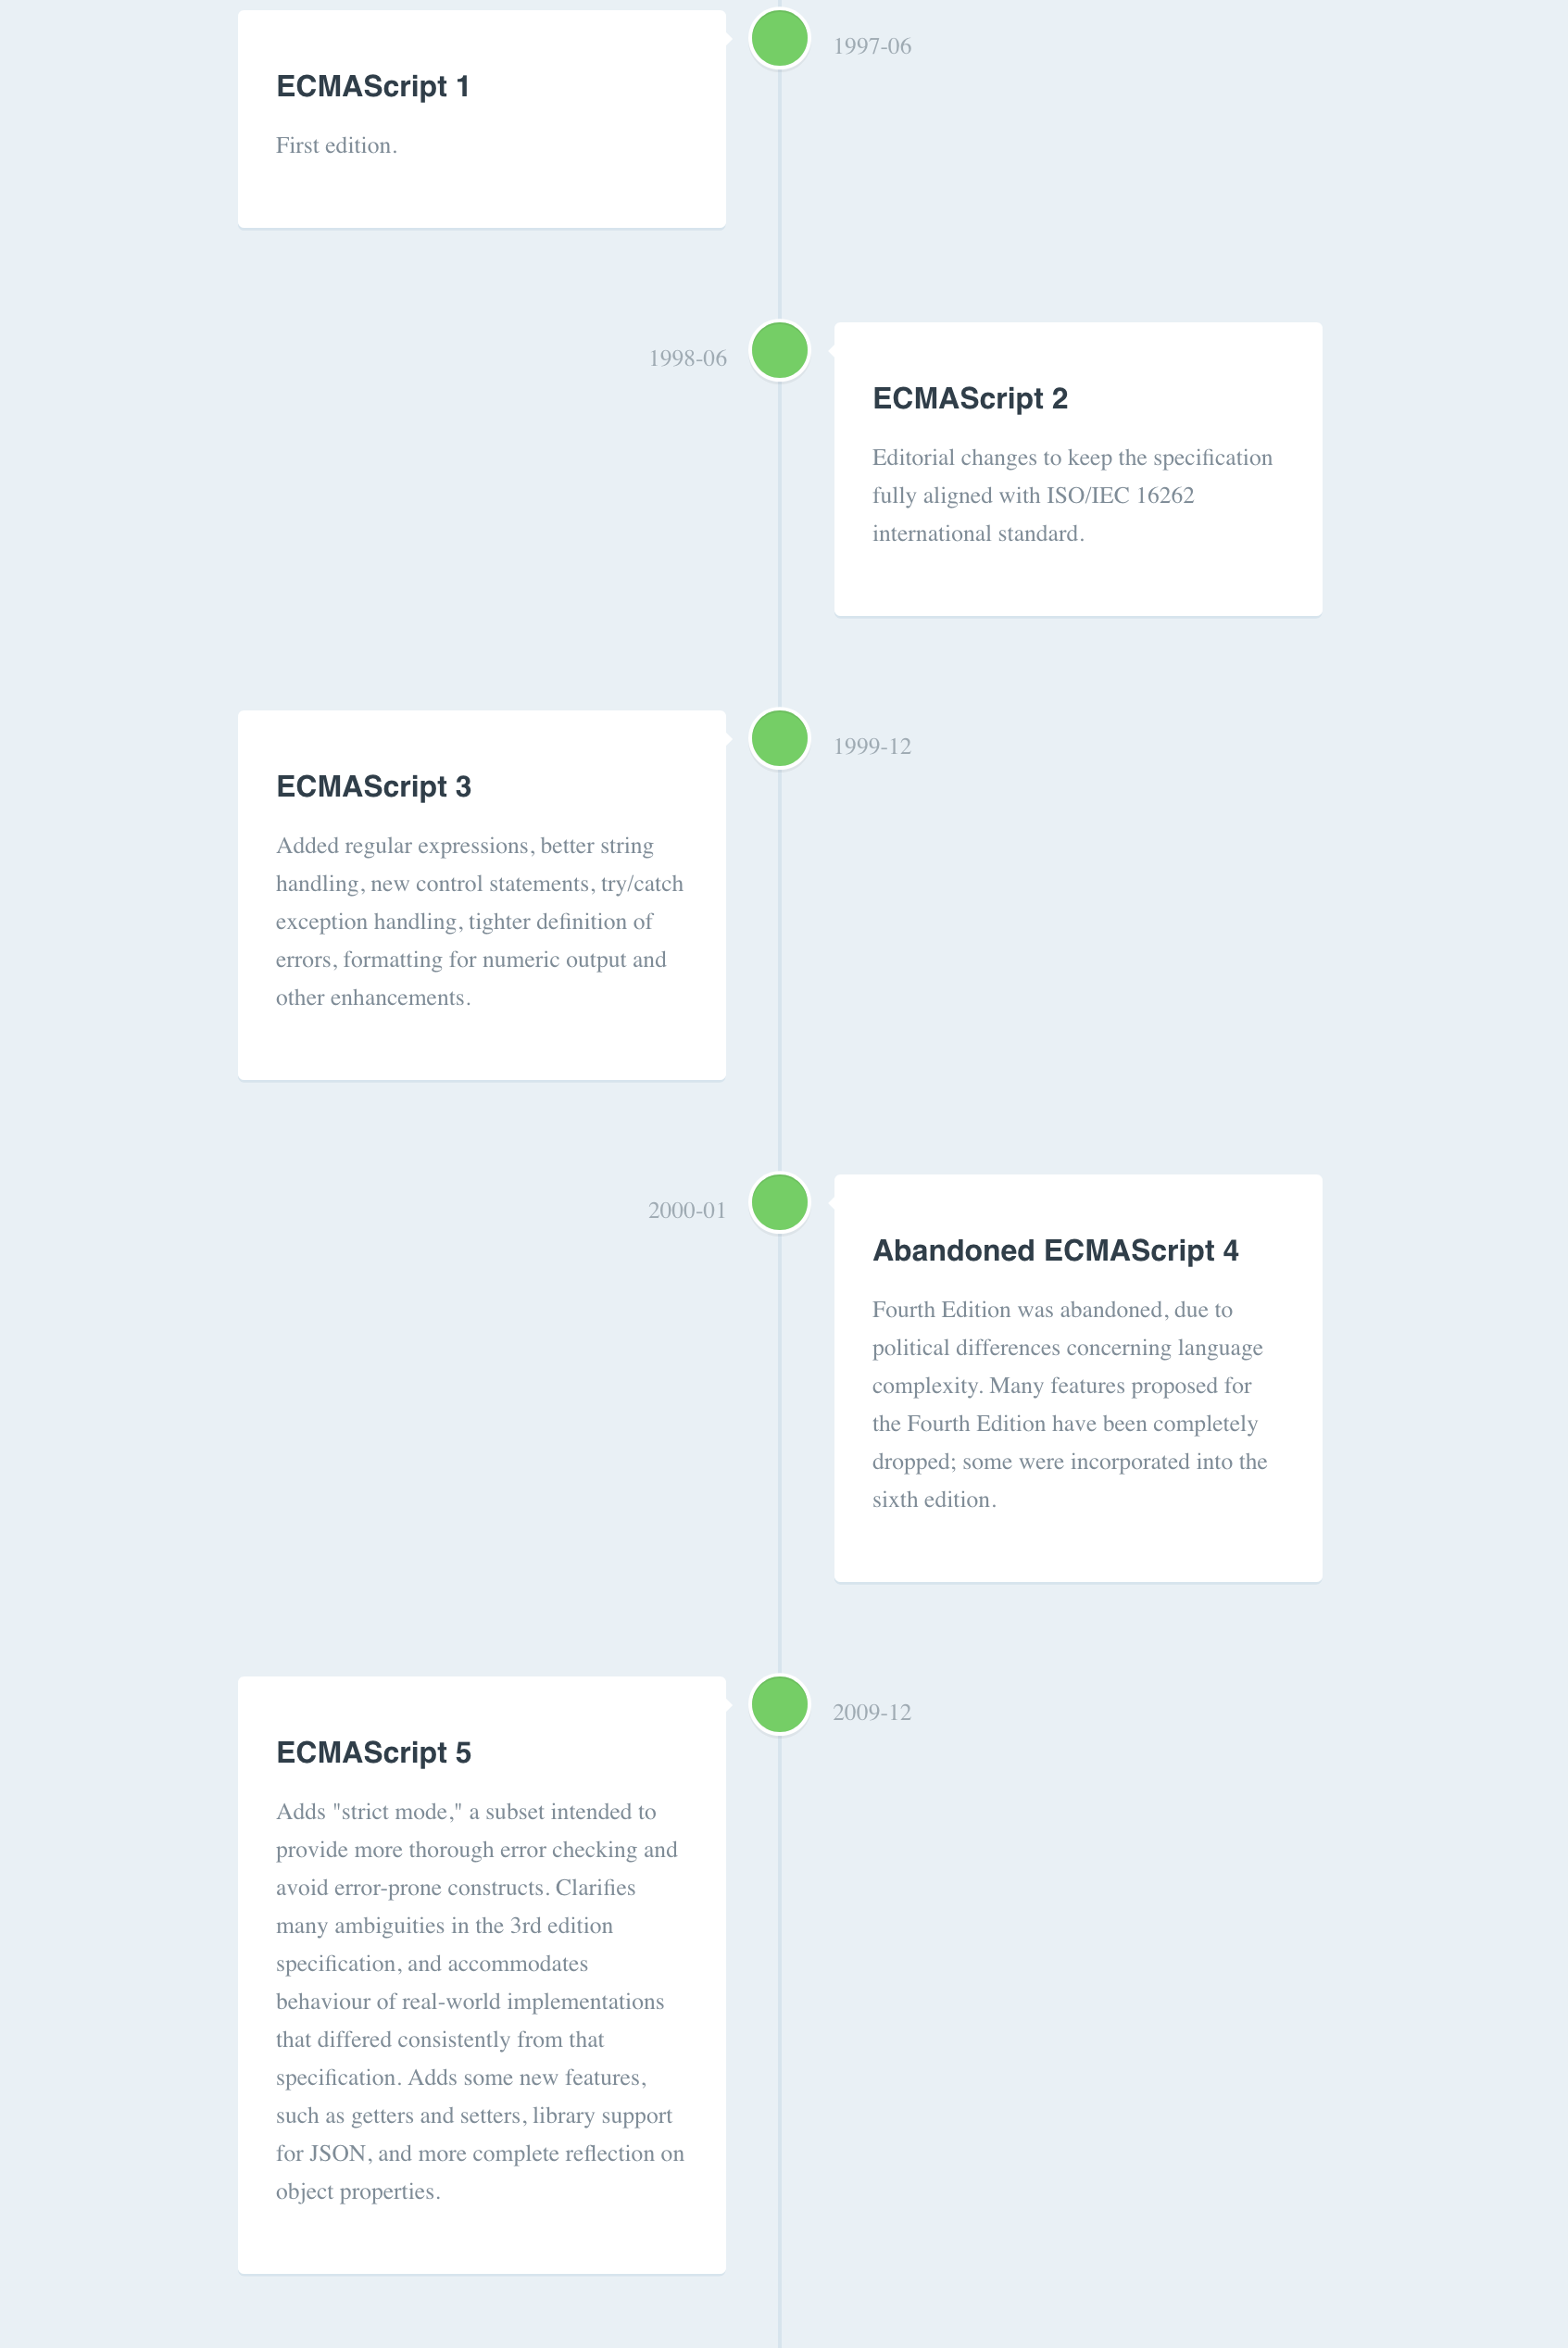 1997-06
ECMAScript 1
First edition.
1998-06
ECMAScript 2
Editorial changes to keep the specification
fully aligned with ISO/IEC 16262
international standard.
1999-12
ECMAScript 3
Added regular expressions, better string
handling, new control statements, try/catch
exception handling, tighter definition of
errors, formatting for numeric output and
other enhancements.
2000-01
Abandoned ECMAScript 4
Fourth Edition was abandoned, due to
political differences concerning language
complexity. Many features proposed for
the Fourth Edition have been completely
dropped; some were incorporated into the
sixth edition.
2009-12
ECMAScript 5
Adds "strict mode," a subset intended to
provide more thorough error checking and
avoid error-prone constructs. Clarifies
many ambiguities in the 3rd edition
specification, and accommodates
behaviour of real-world implementations
that differed consistently from that
specification. Adds some new features,
such as getters and setters, library support
for JSON, and more complete reflection on
object properties.